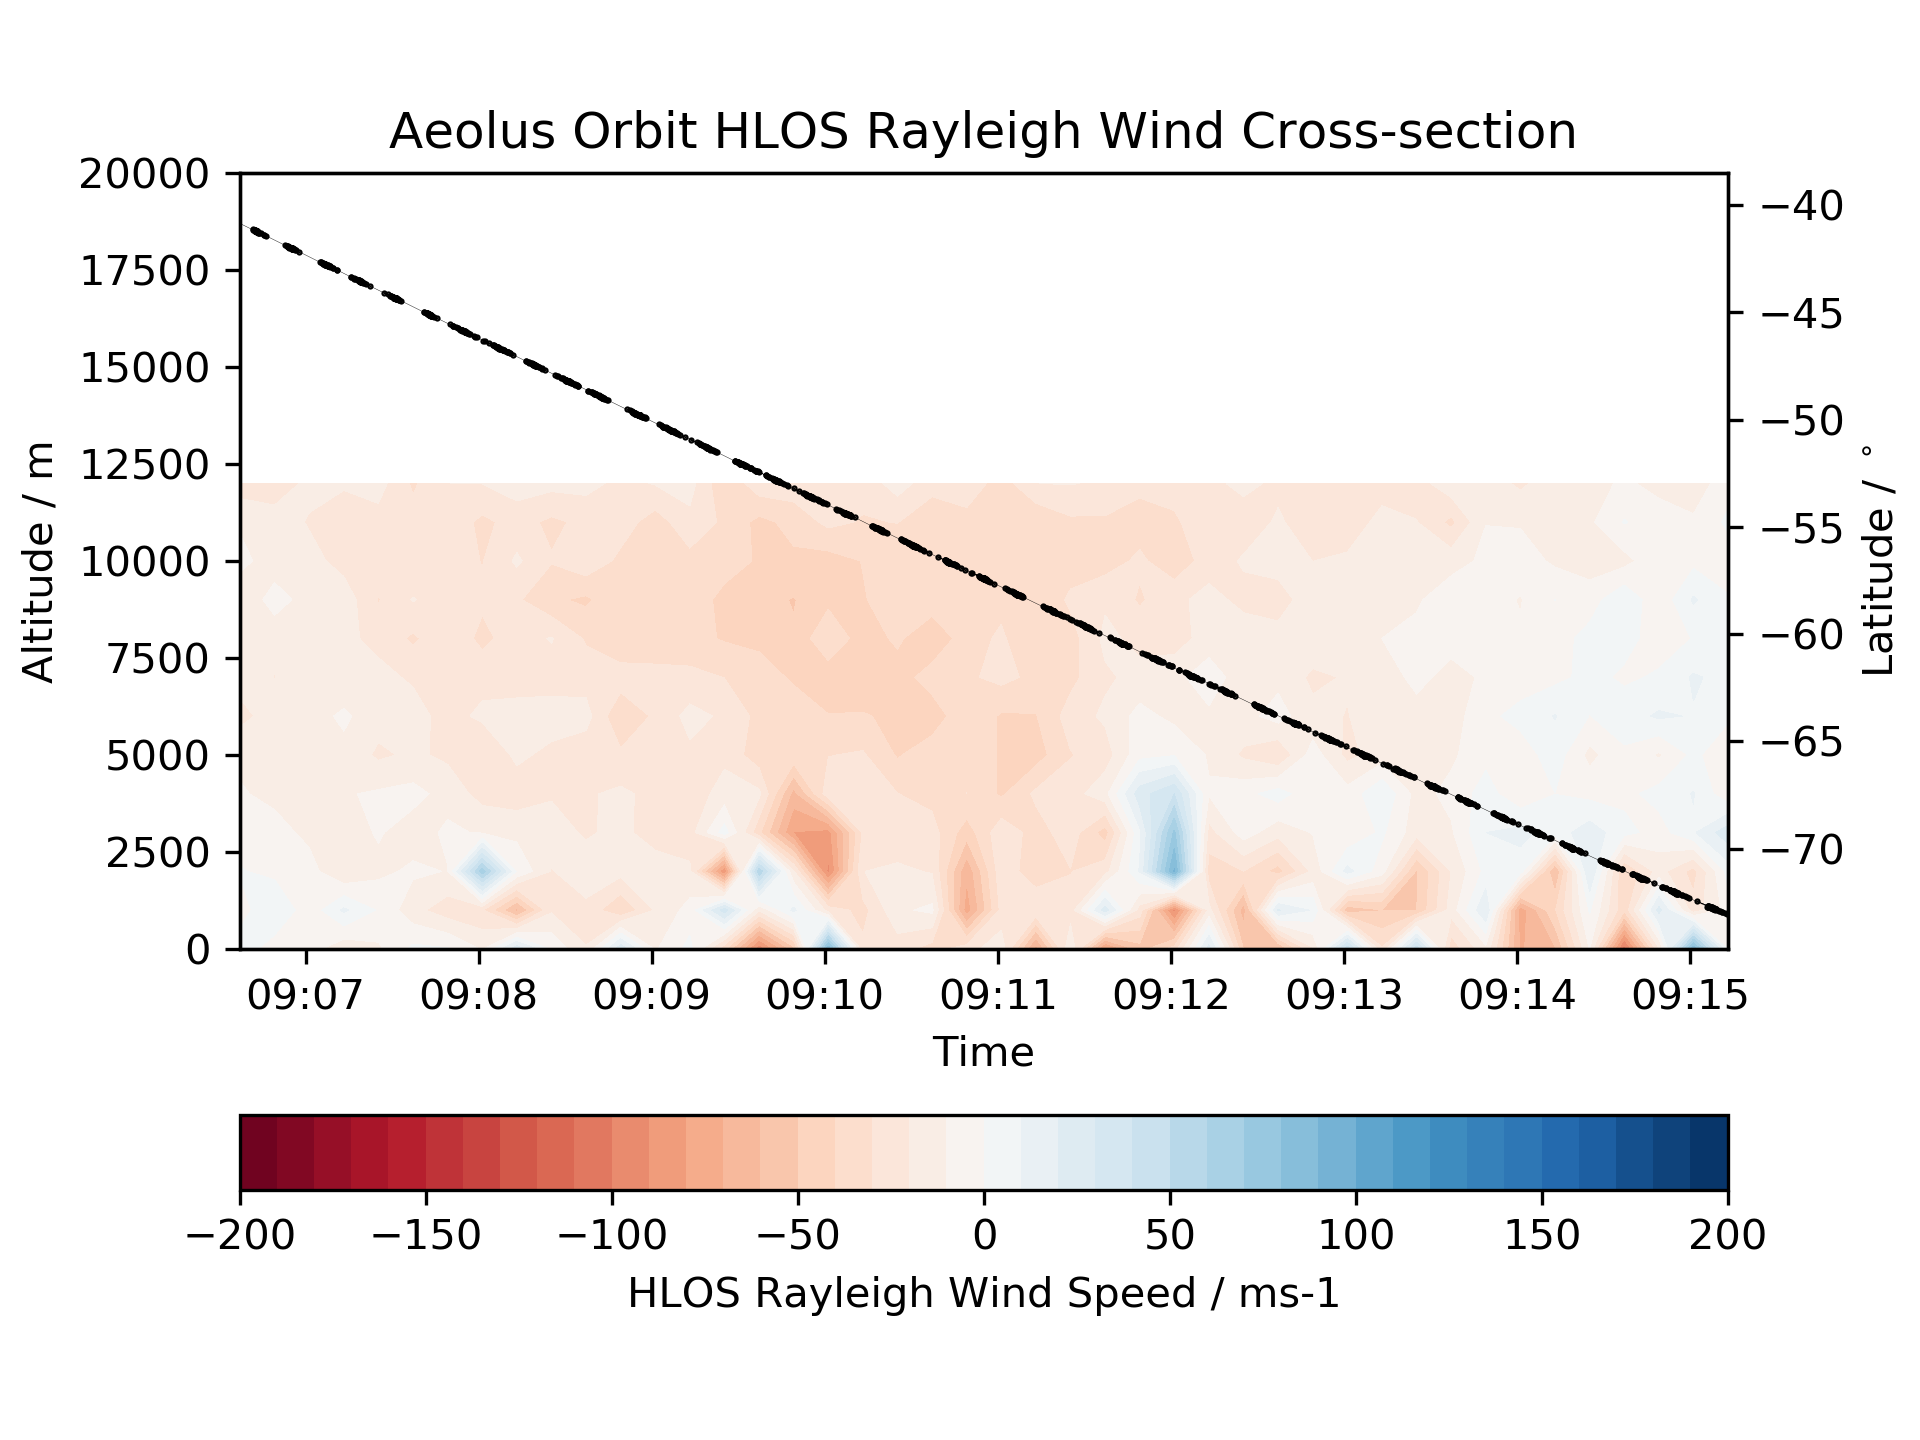 Aeolus Orbit HLOS Rayleigh Wind Cross-section
20000
17500
15000
12500
10000
7500
5000
2500
0
Altitude / m
−40
−45
−50
−55
−60
−65
−70
Latitude / °
09:07 09:08 09:09 09:10 09:11 09:12 09:13 09:14 09:15
Time
−200 −150 −100 −50 0 50 100 150 200
HLOS Rayleigh Wind Speed / ms-1